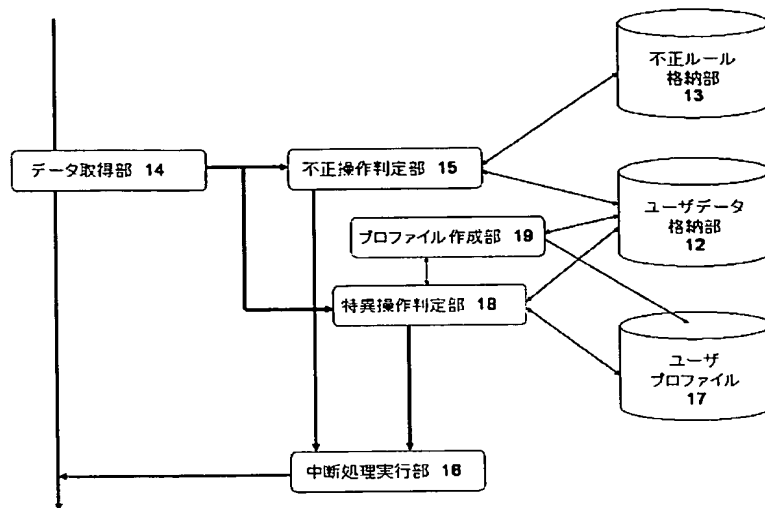 不正ルール
格納部
13
データ取得部 14
不正操作判定部 15
ユーザデータ
格納部
12
プロファイル作成部 19
特異操作判定部 18
ユーザ
プロファイル
17
中断処理実行部 16